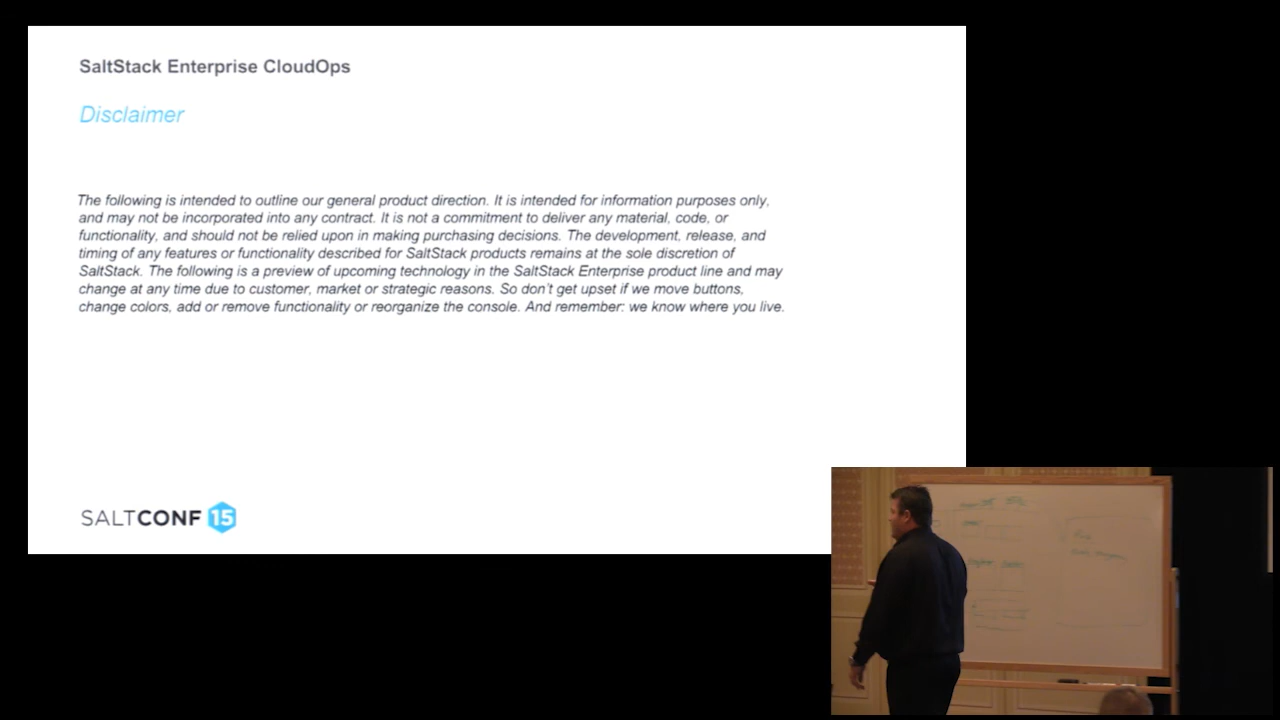 SaltStack Enterprise CloudOps
Disclaimer
The following is intended to outline our general product direction. It is intended for information purposes only,
and may not be incorporated into any contract. It is not a commitment to deliver any material, code, or
functionality, and should not be relied upon in making purchasing decisions. The development, release, and
timing of any features or functionality described for SaltStack products remains at the sole discretion of
SaltStack. The following is a preview of upcoming technology in the SaltStack Enterprise product line and may
change at any time due to customer, market or strategic reasons. So don't get upset if we move buttons,
change colors, add or remove functionality or reorganize the console. And remember: we know where you live.
SALTCONF 15